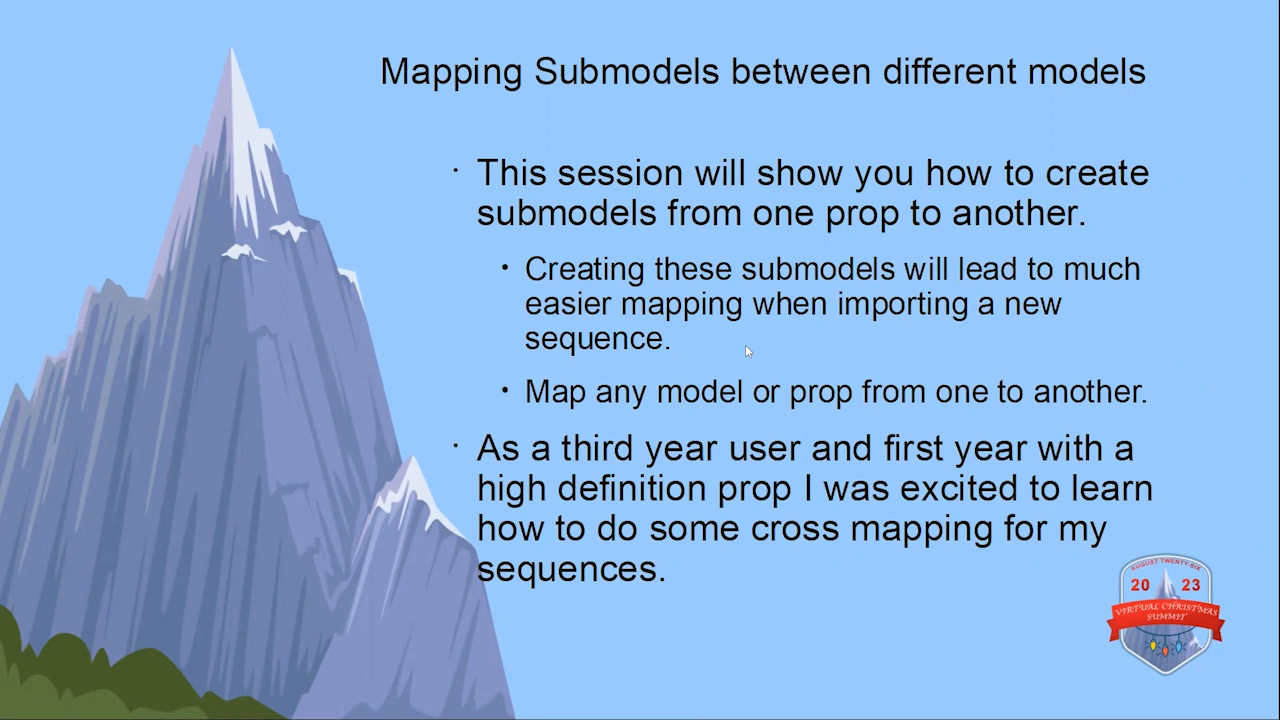 Mapping Submodels between different models
· This session will show you how to create
submodels from one prop to another.
• Creating these submodels will lead to much
easier mapping when importing a new
sequence.
• Map any model or prop from one to another.
· As a third year user and first year with a
high definition prop I was excited to learn
how to do some cross mapping for my
sequences.
AUGUST TWENTY-SIX
20 23
VIRTUAL CHRISTMAS
SUMMIT